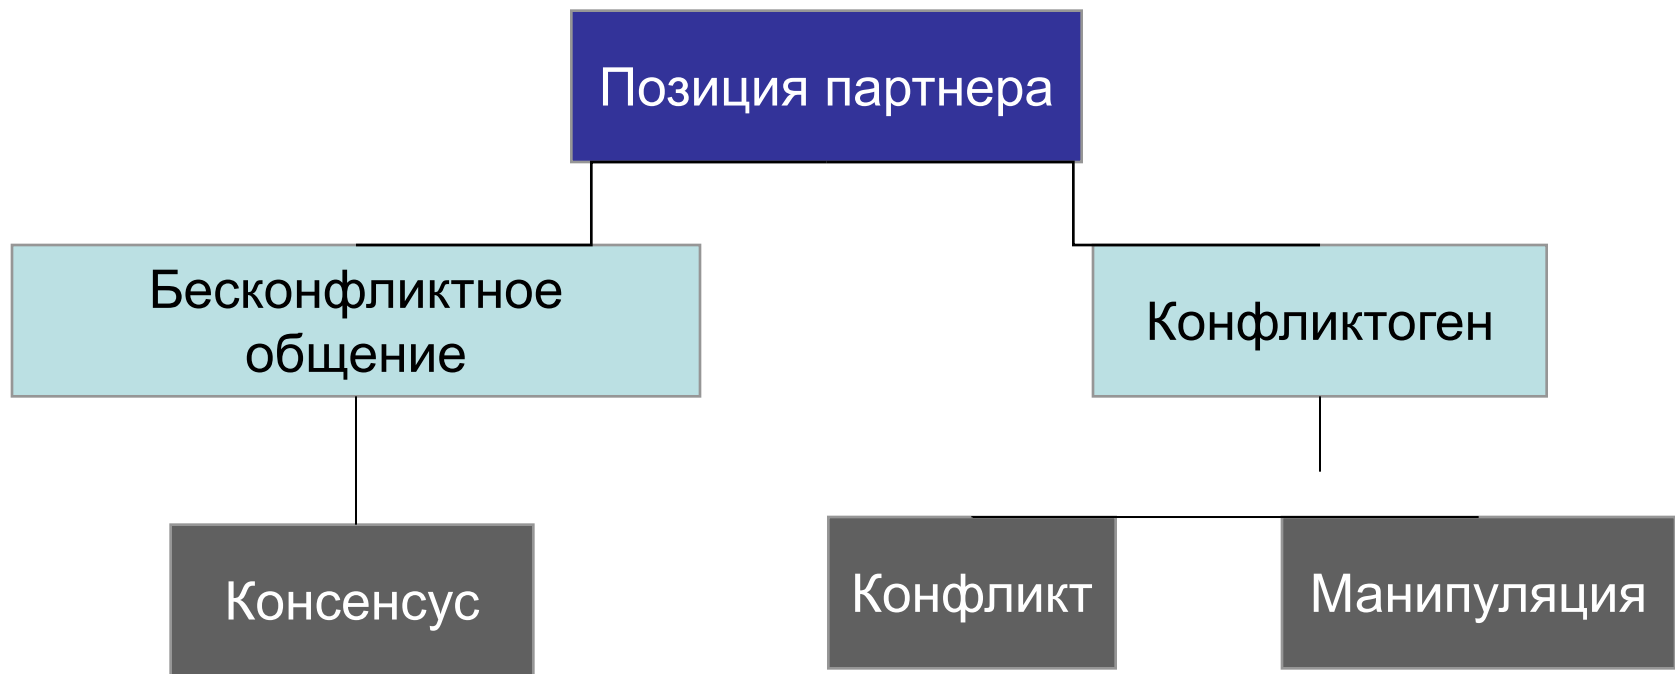 Позиция партнера
Бесконфликтное
общение
Конфликтоген
Консенсус
Конфликт
Манипуляция